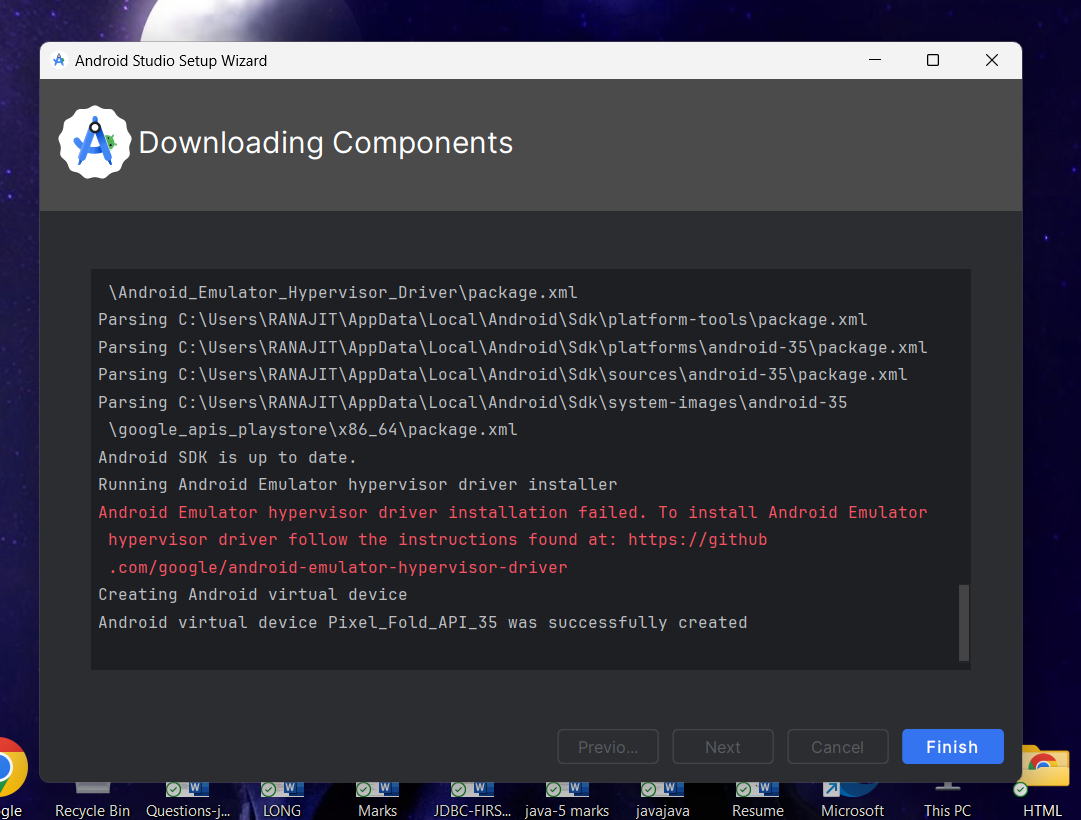 Android Studio Setup Wizard
Downloading Components
\Android_Emulator_Hypervisor_Driver\package.xml
Parsing C:\Users\RANAJIT\AppData\Local\Android\Sdk\platform-tools\package.xml
Parsing C:\Users\RANAJIT\AppData\Local\Android\Sdk\platforms\android-35\package.xml
Parsing C:\Users\RANAJIT\AppData\Local\Android\Sdk\sources\android-35\package.xml
Parsing C:\Users\RANAJIT\AppData\Local\Android\Sdk\system-images\android-35
\google_apis_playstore\x86_64\package.xml
Android SDK is up to date.
Running Android Emulator hypervisor driver installer
Android Emulator hypervisor driver installation failed. To install Android Emulator
hypervisor driver follow the instructions found at: https://github
.com/google/android-emulator-hypervisor-driver
Creating Android virtual device
Android virtual device Pixel_Fold_API_35 was successfully created
Previo... Next Cancel Finish
W W W W W W W
gle Recycle Bin Questions-j... LONG Marks JDBC-FIRS... java-5 marks javajava Resume Microsoft This PC HTML